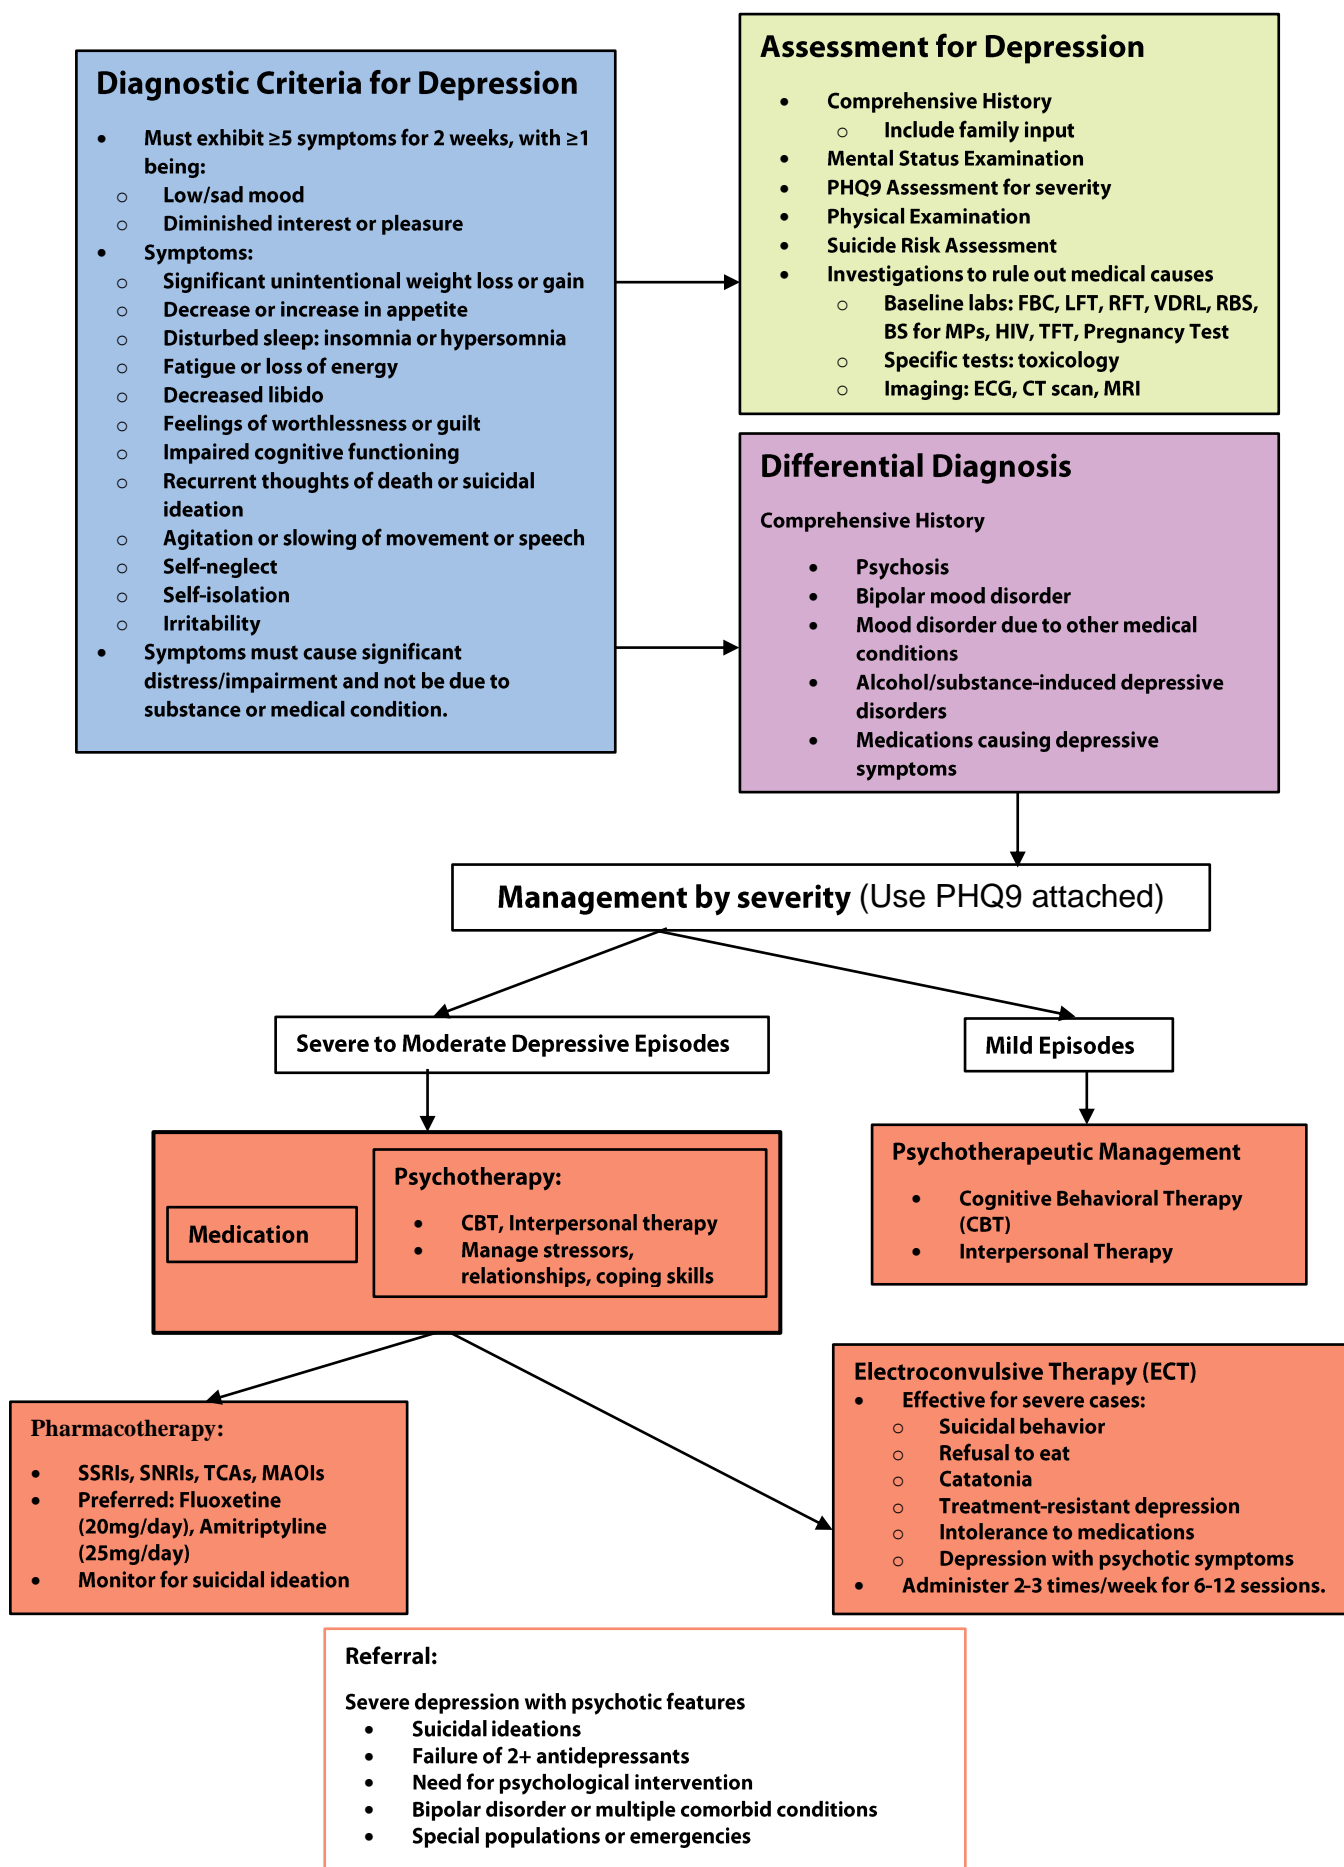 Diagnostic Criteria for Depression
• Must exhibit ≥5 symptoms for 2 weeks, with ≥1
being:
o Low/sad mood
o Diminished interest or pleasure
• Symptoms:
o Significant unintentional weight loss or gain
o Decrease or increase in appetite
o Disturbed sleep: insomnia or hypersomnia
o Fatigue or loss of energy
o Decreased libido
o Feelings of worthlessness or guilt
o Impaired cognitive functioning
o Recurrent thoughts of death or suicidal
ideation
o Agitation or slowing of movement or speech
o Self-neglect
o Self-isolation
o Irritability
• Symptoms must cause significant
distress/impairment and not be due to
substance or medical condition.
Assessment for Depression
• Comprehensive History
o Include family input
• Mental Status Examination
• PHQ9 Assessment for severity
• Physical Examination
• Suicide Risk Assessment
• Investigations to rule out medical causes
o Baseline labs: FBC, LFT, RFT, VDRL, RBS,
BS for MPs, HIV, TFT, Pregnancy Test
o Specific tests: toxicology
o Imaging: ECG, CT scan, MRI
Differential Diagnosis
Comprehensive History
• Psychosis
• Bipolar mood disorder
• Mood disorder due to other medical
conditions
• Alcohol/substance-induced depressive
disorders
• Medications causing depressive
symptoms
Management by severity (Use PHQ9 attached)
Severe to Moderate Depressive Episodes
Mild Episodes
Medication
Psychotherapy:
• CBT, Interpersonal therapy
• Manage stressors,
relationships, coping skills
Psychotherapeutic Management
• Cognitive Behavioral Therapy
(CBT)
• Interpersonal Therapy
Pharmacotherapy:
• SSRIs, SNRIs, TCAs, MAOIs
• Preferred: Fluoxetine
(20mg/day), Amitriptyline
(25mg/day)
• Monitor for suicidal ideation
Electroconvulsive Therapy (ECT)
• Effective for severe cases:
o Suicidal behavior
o Refusal to eat
o Catatonia
o Treatment-resistant depression
o Intolerance to medications
o Depression with psychotic symptoms
• Administer 2-3 times/week for 6-12 sessions.
Referral:
Severe depression with psychotic features
• Suicidal ideations
• Failure of 2+ antidepressants
• Need for psychological intervention
• Bipolar disorder or multiple comorbid conditions
• Special populations or emergencies